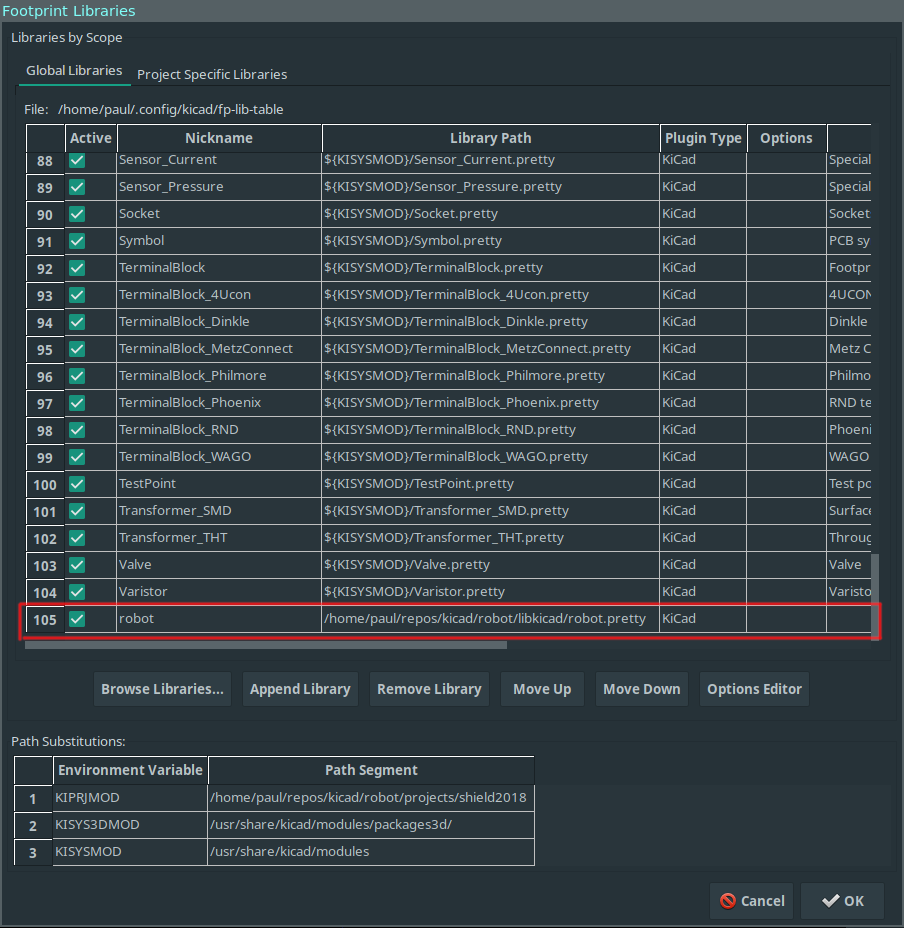 Footprint Libraries
Libraries by Scope
Global Libraries Project Specific Libraries
File: /home/paul/.config/kicad/fp-lib-table
Active Nickname Library Path Plugin Type Options
88 Sensor_Current ${KISYSMOD}/Sensor_Current.pretty KiCad Special
89 Sensor_Pressure ${KISYSMOD}/Sensor_Pressure.pretty KiCad Special
90 Socket ${KISYSMOD}/Socket.pretty KiCad Socket
91 Symbol ${KISYSMOD}/Symbol.pretty KiCad PCB sy
92 TerminalBlock ${KISYSMOD}/TerminalBlock.pretty KiCad Footpr
93 TerminalBlock_4Ucon ${KISYSMOD}/TerminalBlock_4Ucon.pretty KiCad 4UCON
94 TerminalBlock_Dinkle ${KISYSMOD}/TerminalBlock_Dinkle.pretty KiCad Dinkle
95 TerminalBlock_MetzConnect ${KISYSMOD}/TerminalBlock_MetzConnect.pretty KiCad Metz C
96 TerminalBlock_Philmore ${KISYSMOD}/TerminalBlock_Philmore.pretty KiCad Philmo
97 TerminalBlock_Phoenix ${KISYSMOD}/TerminalBlock_Phoenix.pretty KiCad RND te
98 TerminalBlock_RND ${KISYSMOD}/TerminalBlock_RND.pretty KiCad Phoeni
99 TerminalBlock_WAGO ${KISYSMOD}/TerminalBlock_WAGO.pretty KiCad WAGO
100 TestPoint ${KISYSMOD}/TestPoint.pretty KiCad Test po
101 Transformer_SMD ${KISYSMOD}/Transformer_SMD.pretty KiCad Surface
102 Transformer_THT ${KISYSMOD}/Transformer_THT.pretty KiCad Throug
103 Valve ${KISYSMOD}/Valve.pretty KiCad Valve
104 Varistor ${KISYSMOD}/Varistor.pretty KiCad Varisto
105 robot /home/paul/repos/kicad/robot/libkicad/robot.pretty KiCad
Browse Libraries... Append Library Remove Library Move Up Move Down Options Editor
Path Substitutions:
Environment Variable Path Segment
1 KIPRJMOD /home/paul/repos/kicad/robot/projects/shield2018
2 KISYS3DMOD /usr/share/kicad/modules/packages3d/
3 KISYSMOD /usr/share/kicad/modules
Cancel OK